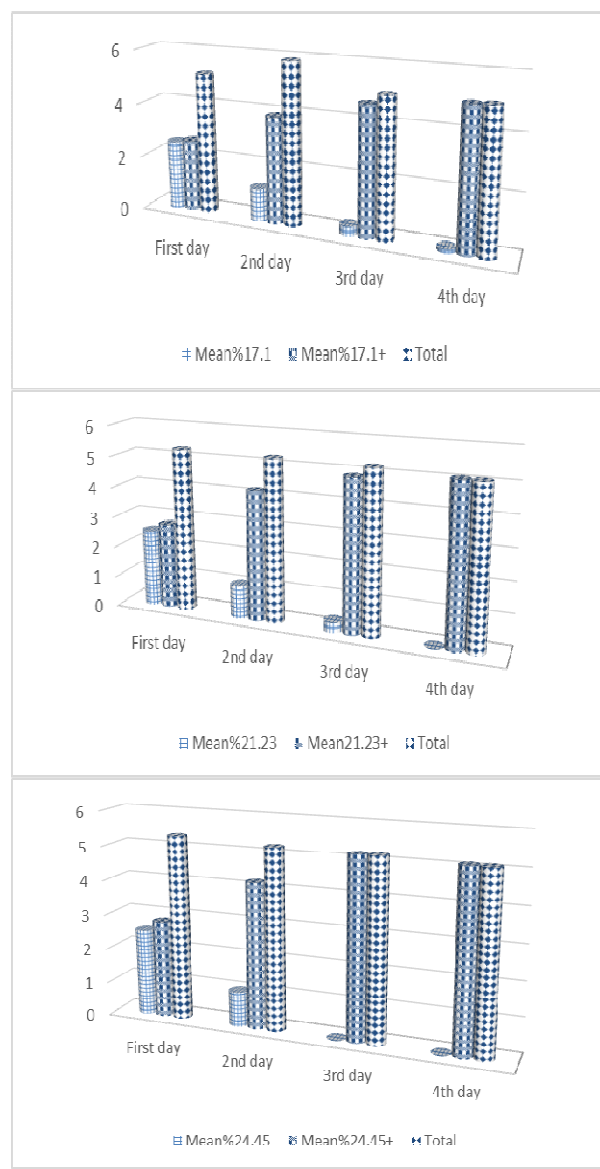 6
4
2
0
First day
2nd day
3rd day
4th day
Mean%17.1 Mean%17.1+ Total
6
5
4
3
2
1
0
First day
2nd day
3rd day
4th day
Mean%21.23 Mean21.23+ Total
6
5
4
3
2
1
0
First day
2nd day
3rd day
4th day
Mean%24.45 Mean%24.45+ Total